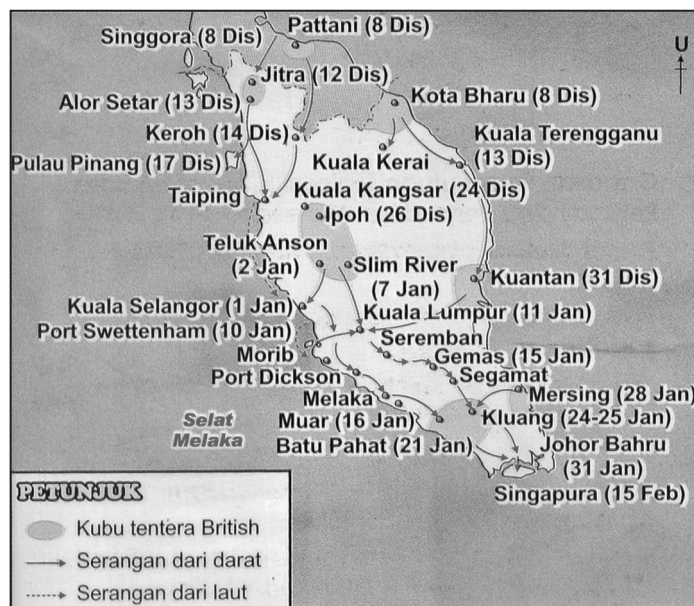 Pattani (8 Dis)
Singgora (8 Dis)
U
Jitra (12 Dis)
Alor Setar (13 Dis)
Kota Bharu (8 Dis)
Keroh (14 Dis)
Kuala Terengganu
(13 Dis)
Pulau Pinang (17 Dis)
Kuala Kerai
Taiping
Kuala Kangsar (24 Dis)
Ipoh (26 Dis)
Teluk Anson
(2 Jan)
Slim River
(7 Jan)
Kuantan (31 Dis)
Kuala Selangor (1 Jan)
Kuala Lumpur (11 Jan)
Port Swettenham (10 Jan)
Seremban
Morib
Gemas (15 Jan)
Port Dickson
Segamat
Melaka
Mersing (28 Jan)
Selat
Melaka
Muar (16 Jan)
Kluang (24-25 Jan)
Batu Pahat (21 Jan)
Johor Bahru
(31 Jan)
Singapura (15 Feb)
PETUNJUK
Kubu tentera British
Serangan dari darat
Serangan dari laut